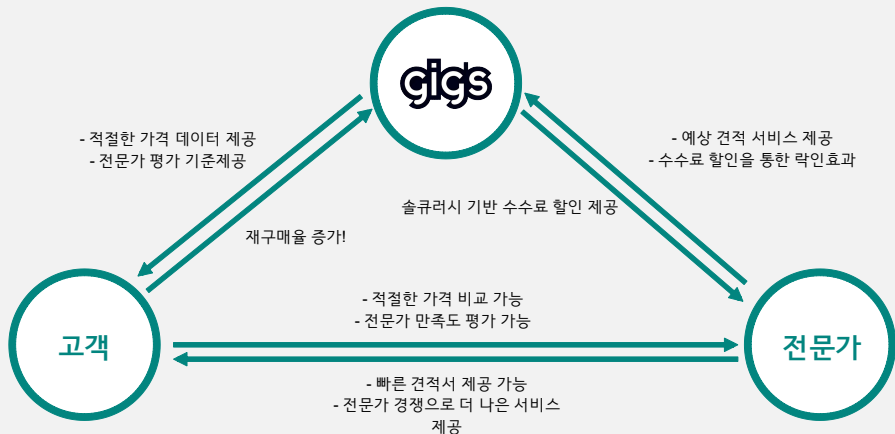 gigs
- 적절한 가격 데이터 제공
- 전문가 평가 기준제공
- 예상 견적 서비스 제공
- 수수료 할인을 통한 락인효과
솔큐러시 기반 수수료 할인 제공
재구매율 증가!
- 적절한 가격 비교 가능
- 전문가 만족도 평가 가능
고객
전문가
- 빠른 견적서 제공 가능
- 전문가 경쟁으로 더 나은 서비스
제공